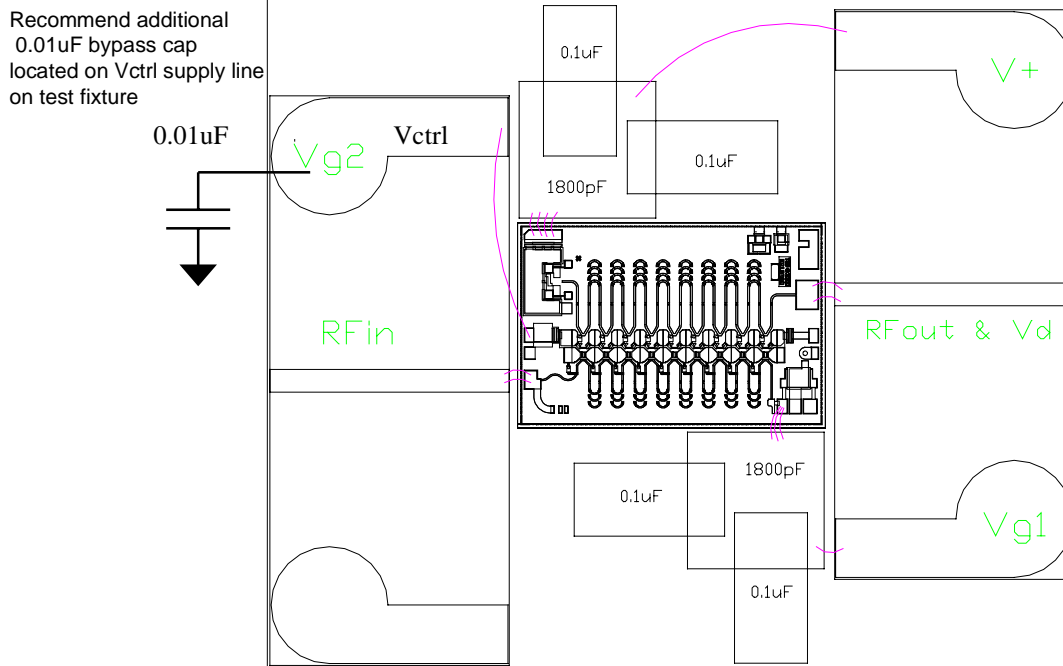 Recommend additional
0.01uF bypass cap
located on Vctrl supply line
on test fixture
0.01uF
Vctrl
Vg2
0.1uF
0.1uF
1800pF
V+
RFin
RFout & Vd
1800pF
0.1uF
Vg1
0.1uF